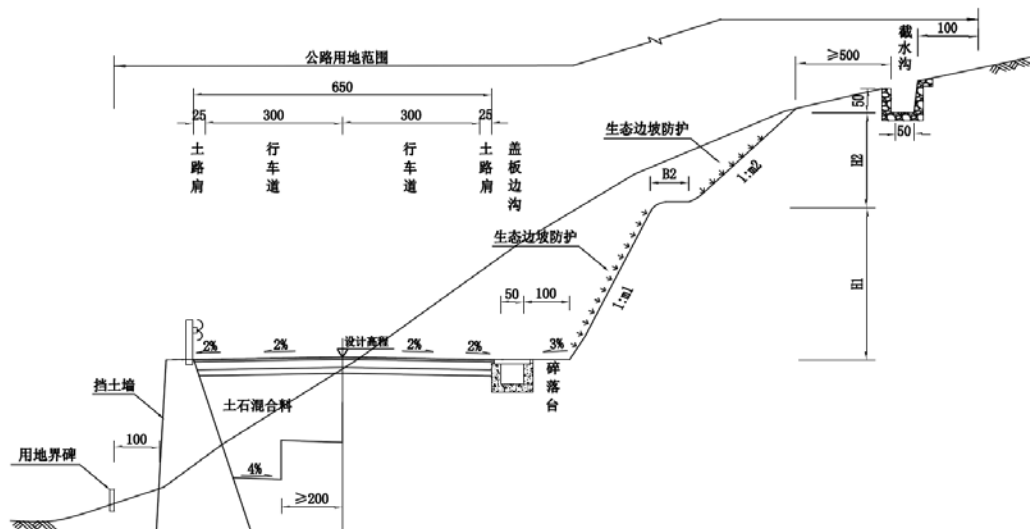 公路用地范围
截水沟
100
≥500
650
25
300
300
25
50
50
土路肩
行车道
行车道
土路肩
盖板边沟
生态边坡防护
1:m2
H2
B2
生态边坡防护
1:m1
H1
50
100
2%
2%
设计高程
2%
2%
3%
碎落台
挡土墙
土石混合料
100
用地界碑
4%
≥200